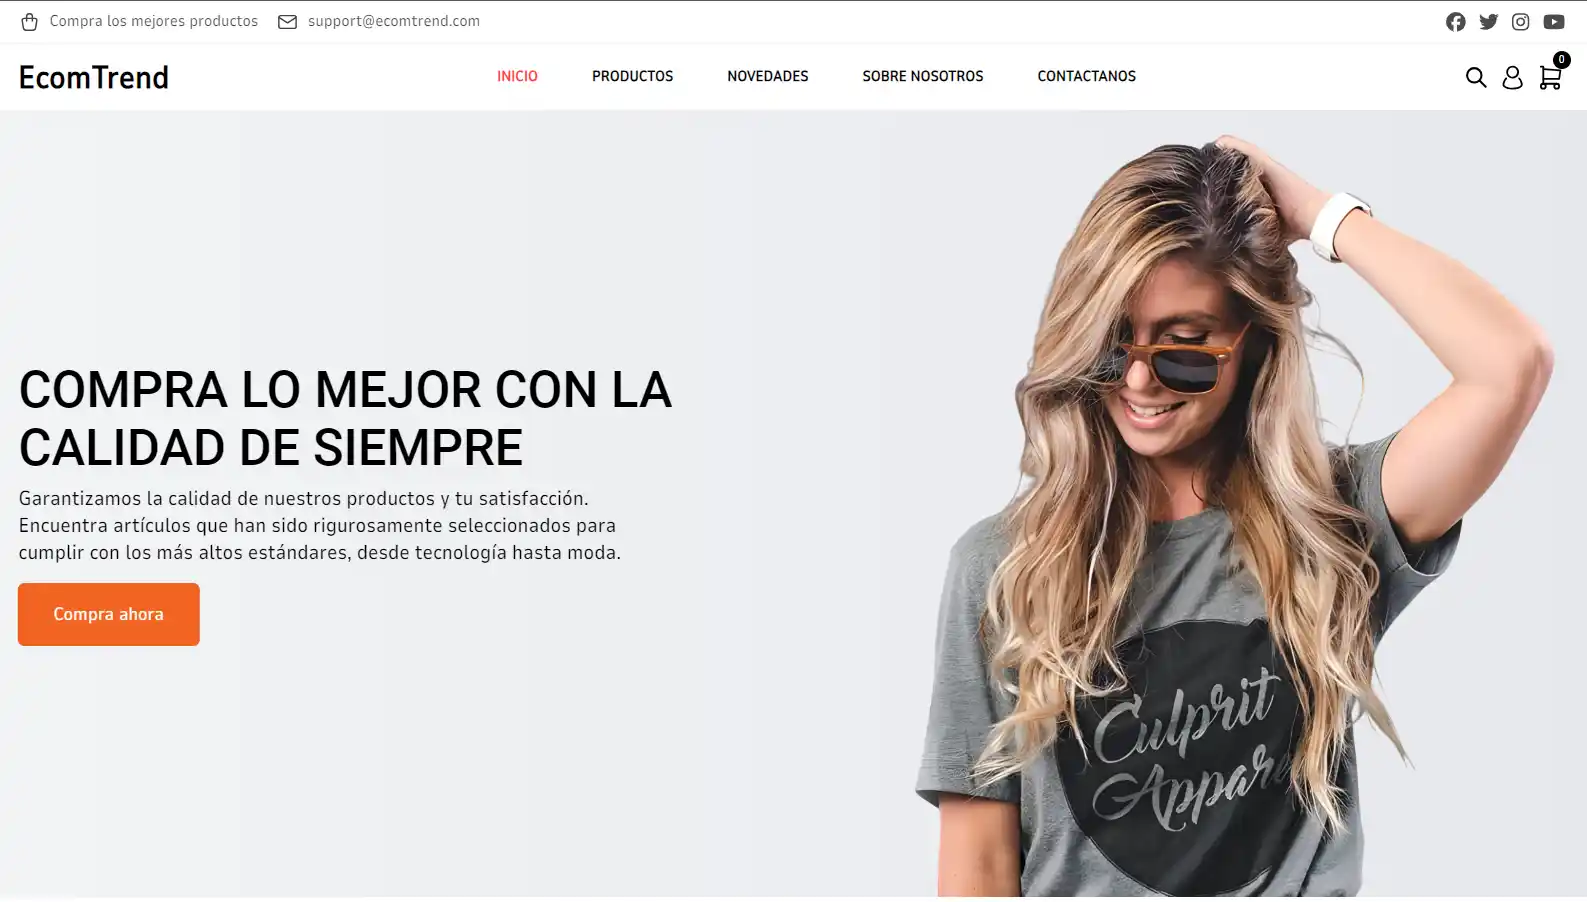 Compra los mejores productos support@ecomtrend.com
EcomTrend
INICIO PRODUCTOS NOVEDADES SOBRE NOSOTROS CONTACTANOS
0
COMPRA LO MEJOR CON LA
CALIDAD DE SIEMPRE
Garantizamos la calidad de nuestros productos y tu satisfacción.
Encuentra artículos que han sido rigurosamente seleccionados para
cumplir con los más altos estándares, desde tecnología hasta moda.
Compra ahora
Culprit
Appare